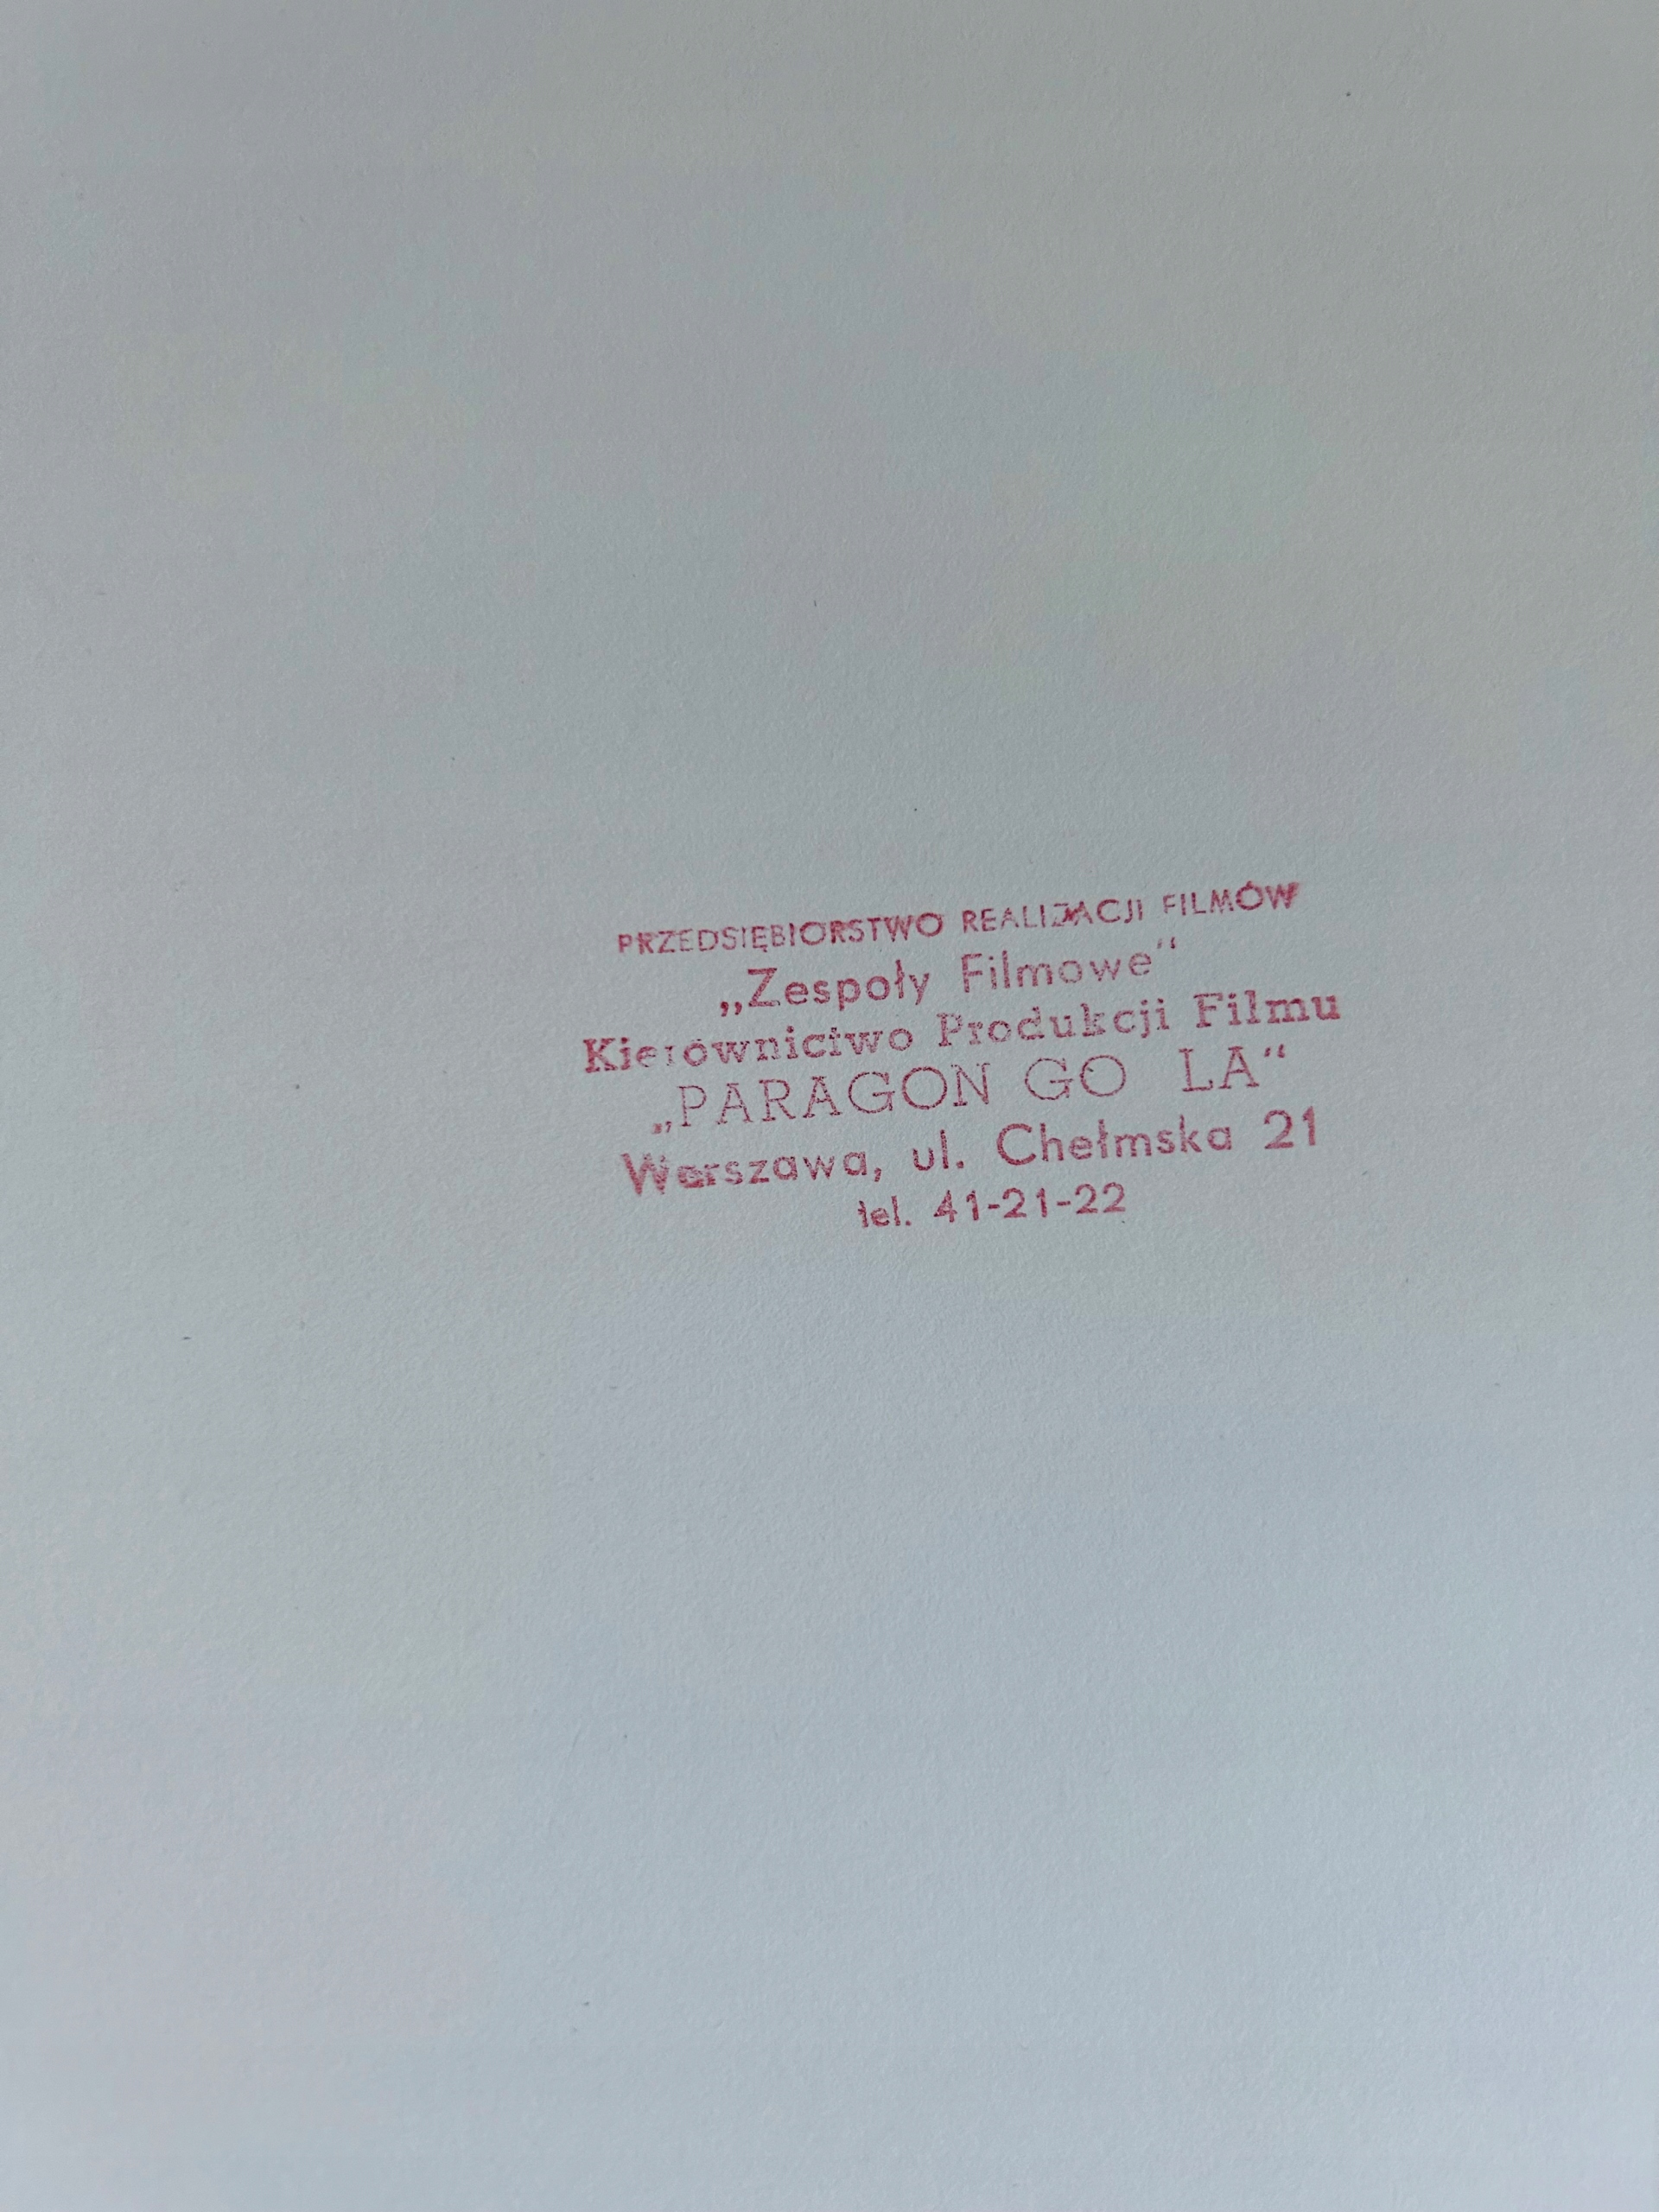 PRZEDSIĘBIORSTWO REALIZACJI FILMÓW
„Zespoły Filmowe"
Kierownictwo Produkcji Filmu
„PARAGON GO LA"
Warszawa, ul. Chełmska 21
tel. 41-21-22